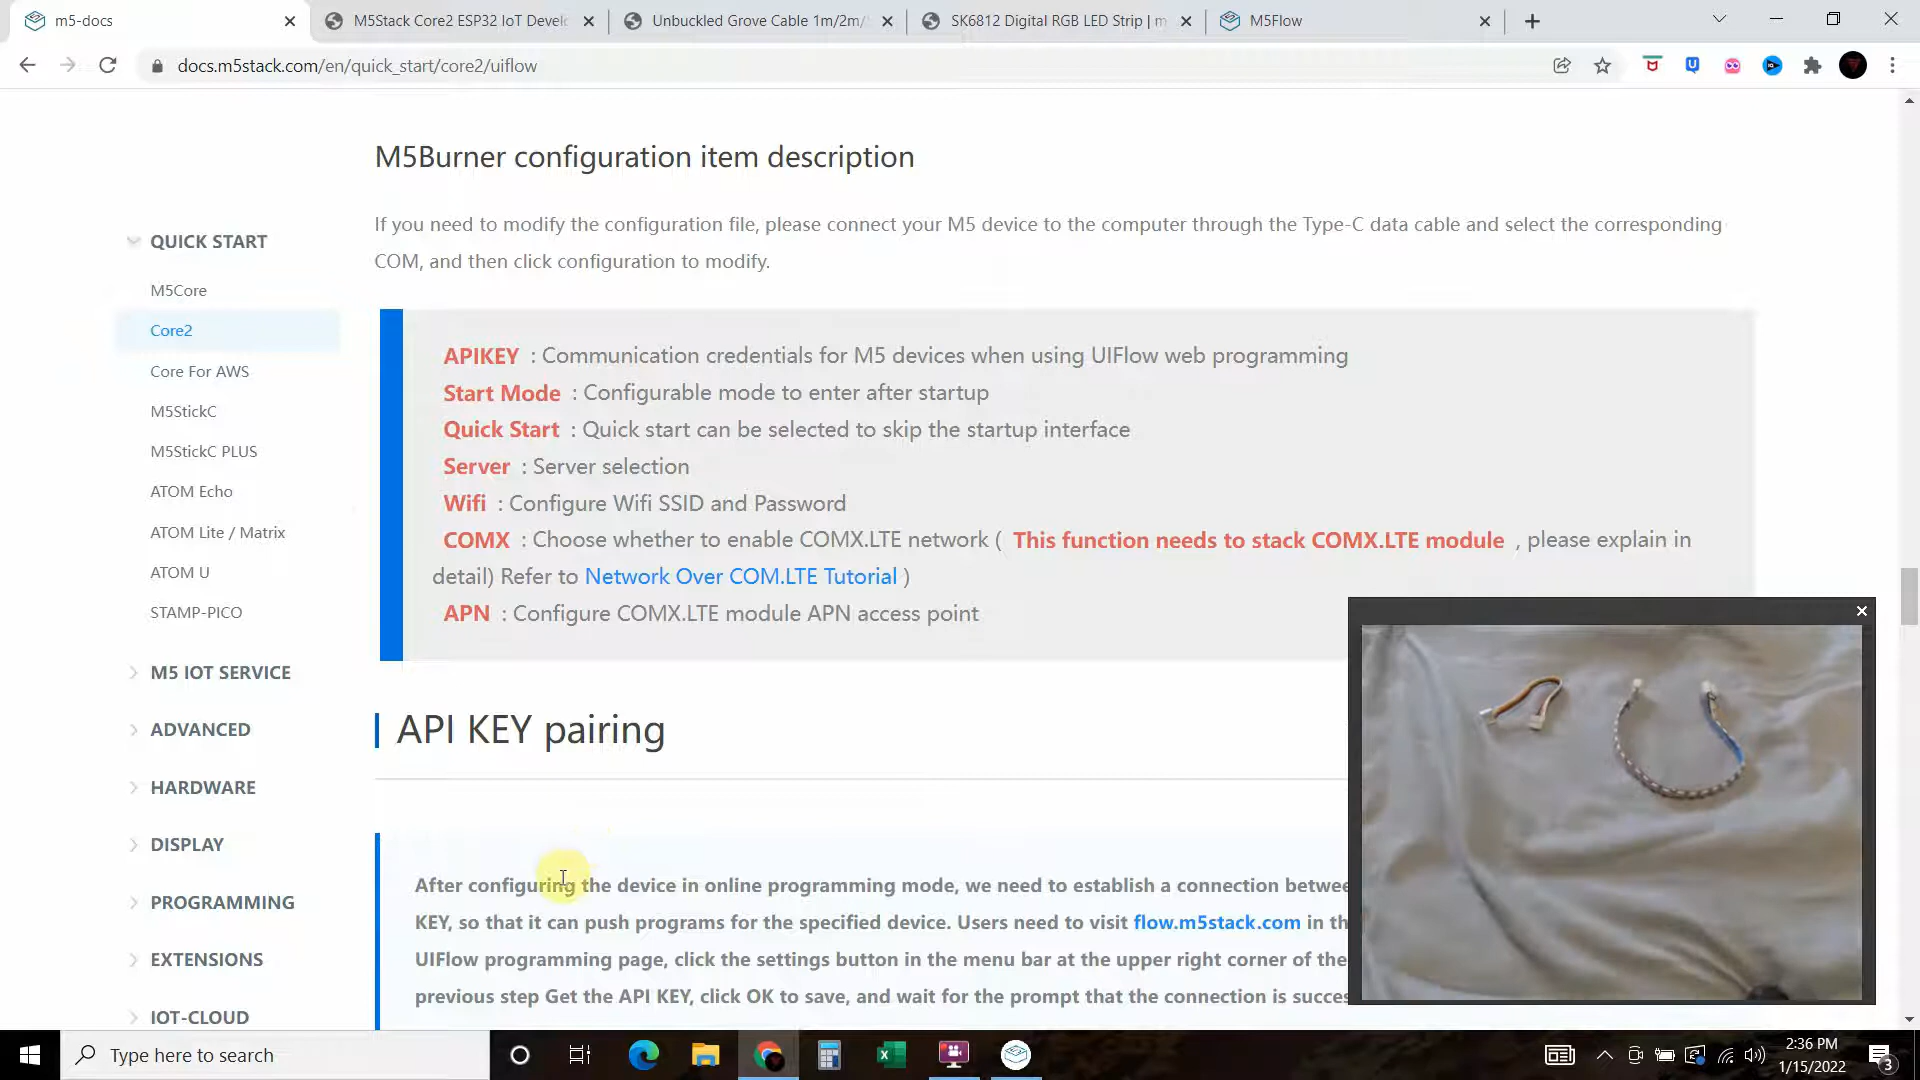 m5-docs
M5Stack Core2 ESP32 IoT Devel
Unbuckled Grove Cable 1m/2m/
SK6812 Digital RGB LED Strip | m
M5Flow
docs.m5stack.com/en/quick_start/core2/uiflow
M5Burner configuration item description
If you need to modify the configuration file, please connect your M5 device to the computer through the Type-C data cable and select the corresponding
COM, and then click configuration to modify.
QUICK START
M5Core
Core2
Core For AWS
M5StickC
M5StickC PLUS
ATOM Echo
ATOM Lite / Matrix
ATOM U
STAMP-PICO
M5 IOT SERVICE
ADVANCED
HARDWARE
DISPLAY
PROGRAMMING
EXTENSIONS
IOT-CLOUD
APIKEY : Communication credentials for M5 devices when using UIFlow web programming
Start Mode : Configurable mode to enter after startup
Quick Start : Quick start can be selected to skip the startup interface
Server : Server selection
Wifi : Configure Wifi SSID and Password
COMX : Choose whether to enable COMX.LTE network ( This function needs to stack COMX.LTE module , please explain in
detail) Refer to Network Over COM.LTE Tutorial )
APN : Configure COMX.LTE module APN access point
API KEY pairing
After configuring the device in online programming mode, we need to establish a connection betwee
KEY, so that it can push programs for the specified device. Users need to visit flow.m5stack.com in th
UIFlow programming page, click the settings button in the menu bar at the upper right corner of the
previous step Get the API KEY, click OK to save, and wait for the prompt that the connection is succes
Type here to search
2:36 PM
1/15/2022
3